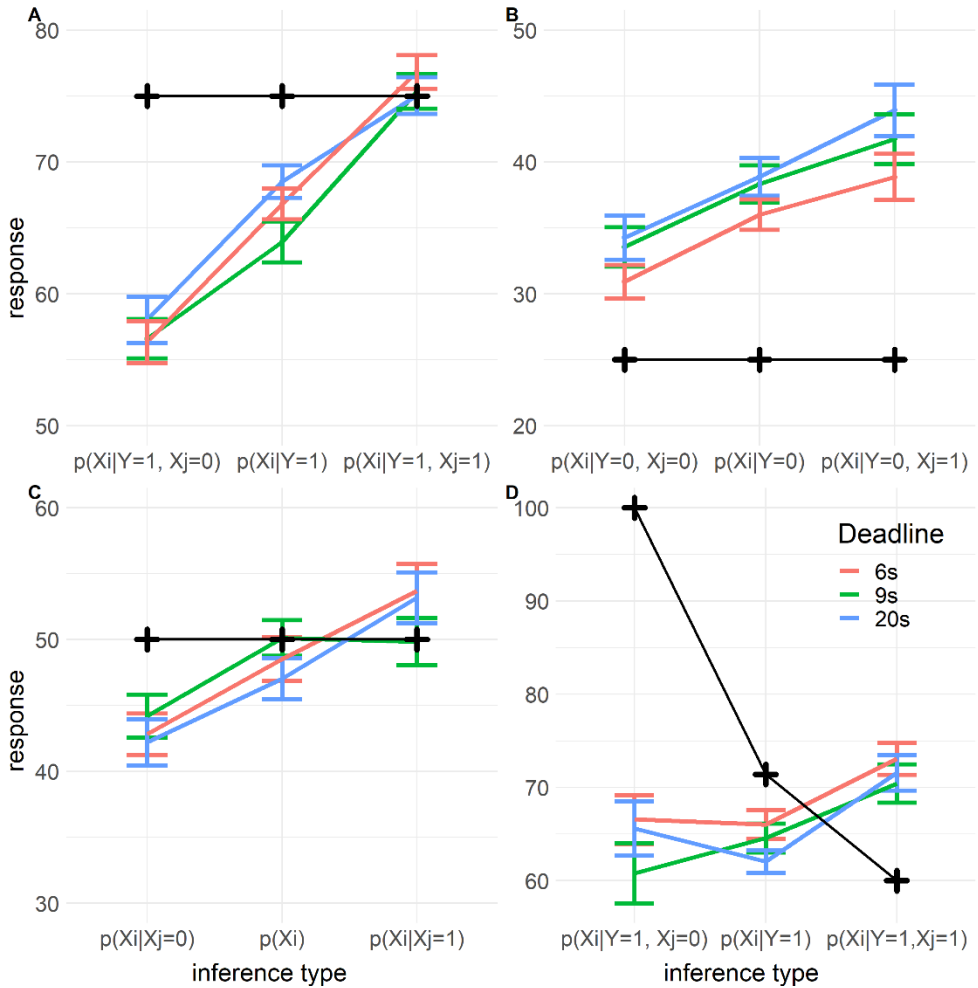 A
80
70
60
50
response
p(Xi|Y=1, Xj=0) p(Xi|Y=1) p(Xi|Y=1, Xj=1)
B
50
40
30
20
p(Xi|Y=0, Xj=0) p(Xi|Y=0) p(Xi|Y=0, Xj=1)
C
60
50
40
30
response
p(Xi|Xj=0) p(Xi) p(Xi|Xj=1)
inference type
D
100
90
80
70
60
Deadline
6s
9s
20s
p(Xi|Y=1, Xj=0) p(Xi|Y=1) p(Xi|Y=1,Xj=1)
inference type